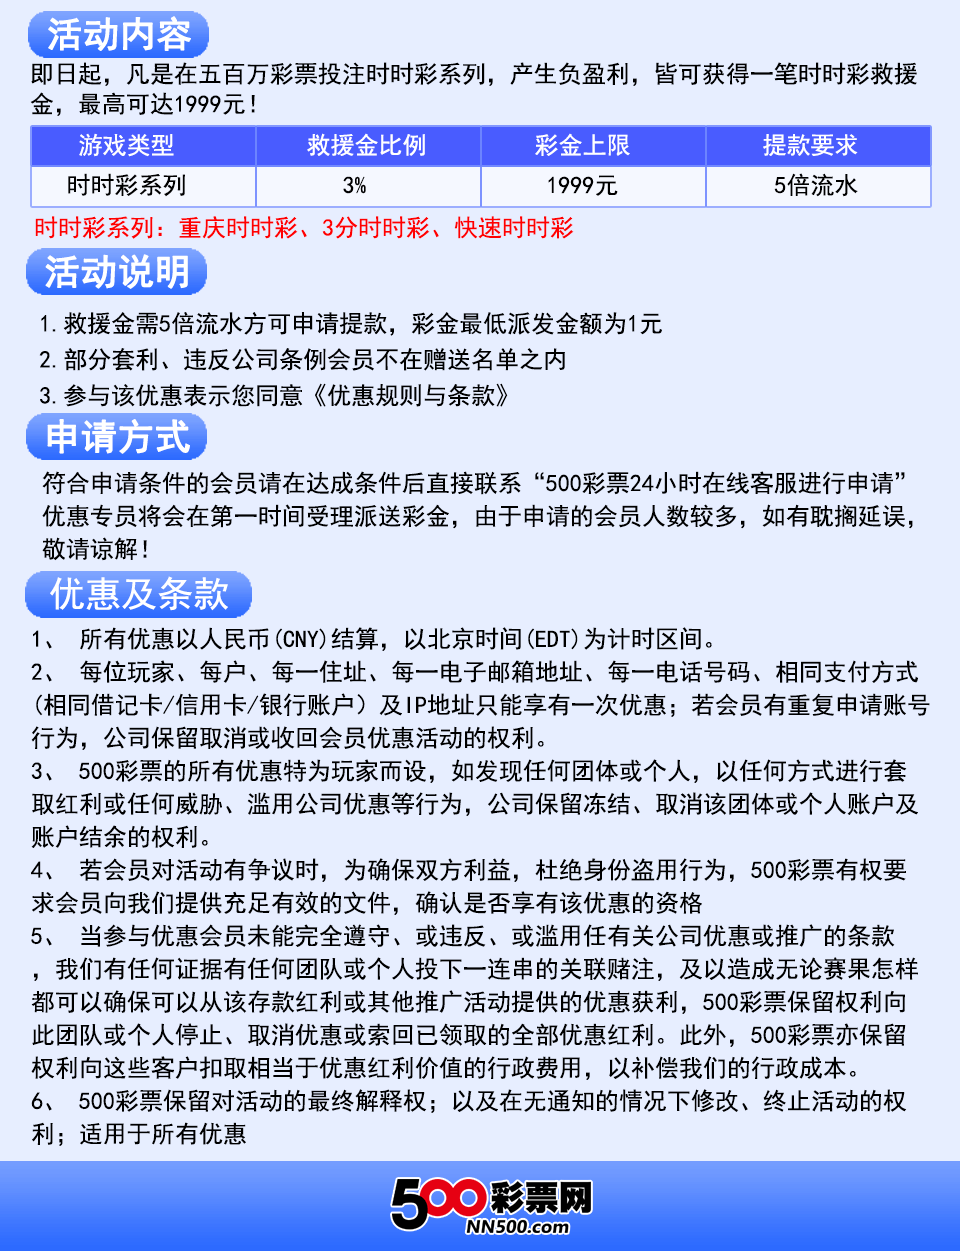 活动内容
即日起，凡是在五百万彩票投注时时彩系列，产生负盈利，皆可获得一笔时时彩救援
金，最高可达1999元！
游戏类型 救援金比例 彩金上限 提款要求
时时彩系列 3% 1999元 5倍流水
时时彩系列：重庆时时彩、3分时时彩、快速时时彩
活动说明
1.救援金需5倍流水方可申请提款，彩金最低派发金额为1元
2.部分套利、违反公司条例会员不在赠送名单之内
3.参与该优惠表示您同意《优惠规则与条款》
申请方式
符合申请条件的会员请在达成条件后直接联系“500彩票24小时在线客服进行申请”
优惠专员将会在第一时间受理派送彩金，由于申请的会员人数较多，如有耽搁延误，
敬请谅解！
优惠及条款
1、 所有优惠以人民币(CNY)结算，以北京时间(EDT)为计时区间。
2、 每位玩家、每户、每一住址、每一电子邮箱地址、每一电话号码、相同支付方式
(相同借记卡/信用卡/银行账户）及IP地址只能享有一次优惠；若会员有重复申请账号
行为，公司保留取消或收回会员优惠活动的权利。
3、 500彩票的所有优惠特为玩家而设，如发现任何团体或个人，以任何方式进行套
取红利或任何威胁、滥用公司优惠等行为，公司保留冻结、取消该团体或个人账户及
账户结余的权利。
4、 若会员对活动有争议时，为确保双方利益，杜绝身份盗用行为，500彩票有权要
求会员向我们提供充足有效的文件，确认是否享有该优惠的资格
5、 当参与优惠会员未能完全遵守、或违反、或滥用任有关公司优惠或推广的条款
，我们有任何证据有任何团队或个人投下一连串的关联赌注，及以造成无论赛果怎样
都可以确保可以从该存款红利或其他推广活动提供的优惠获利，500彩票保留权利向
此团队或个人停止、取消优惠或索回已领取的全部优惠红利。此外，500彩票亦保留
权利向这些客户扣取相当于优惠红利价值的行政费用，以补偿我们的行政成本。
6、 500彩票保留对活动的最终解释权；以及在无通知的情况下修改、终止活动的权
利；适用于所有优惠
500彩票网
NN500.com